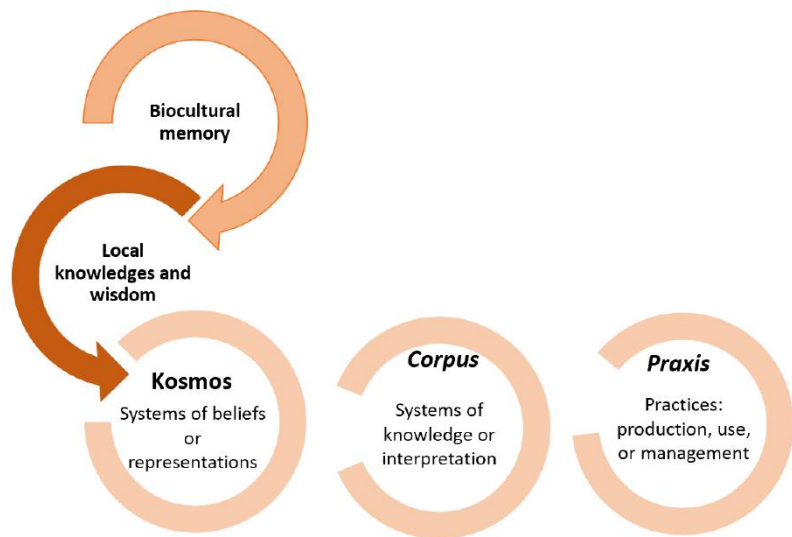 Biocultural
memory
Local
knowledges and
wisdom
Kosmos
Systems of beliefs
or
representations
Corpus
Systems of
knowledge or
interpretation
Praxis
Practices:
production, use,
or management